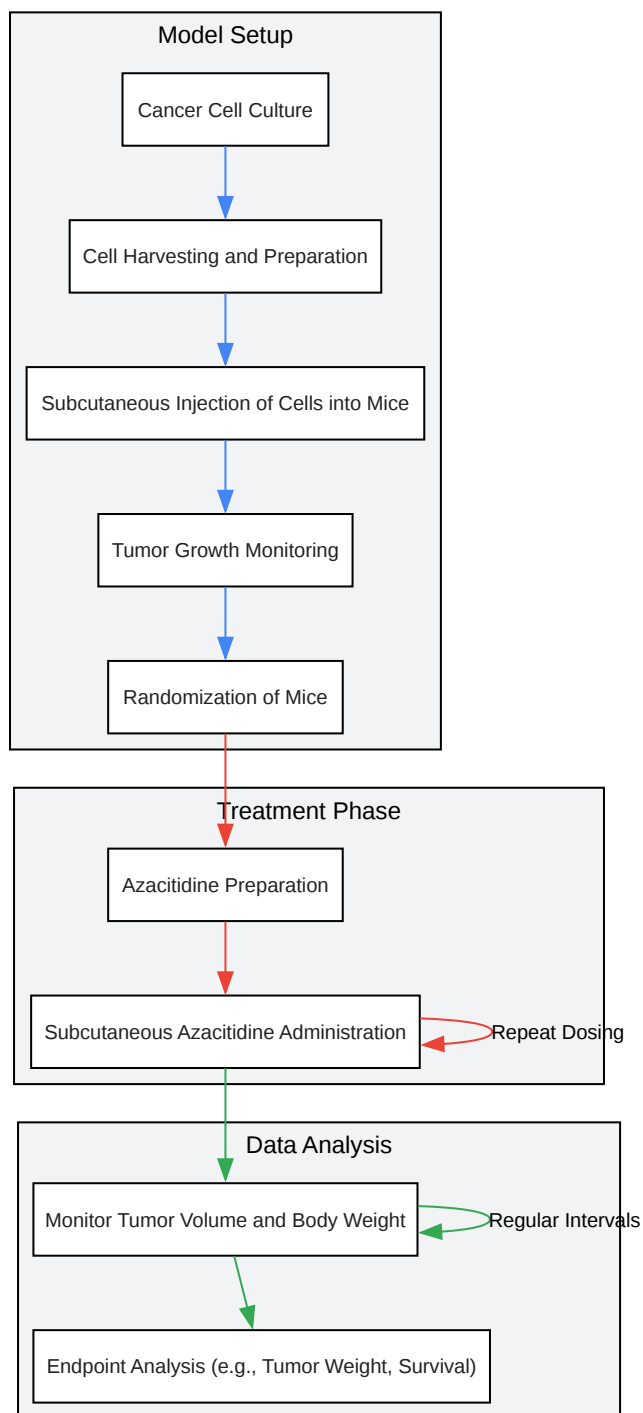 Model Setup
Cancer Cell Culture
Cell Harvesting and Preparation
Subcutaneous Injection of Cells into Mice
Tumor Growth Monitoring
Randomization of Mice
Treatment Phase
Azacitidine Preparation
Subcutaneous Azacitidine Administration
Repeat Dosing
Data Analysis
Monitor Tumor Volume and Body Weight
Regular Intervals
Endpoint Analysis (e.g., Tumor Weight, Survival)